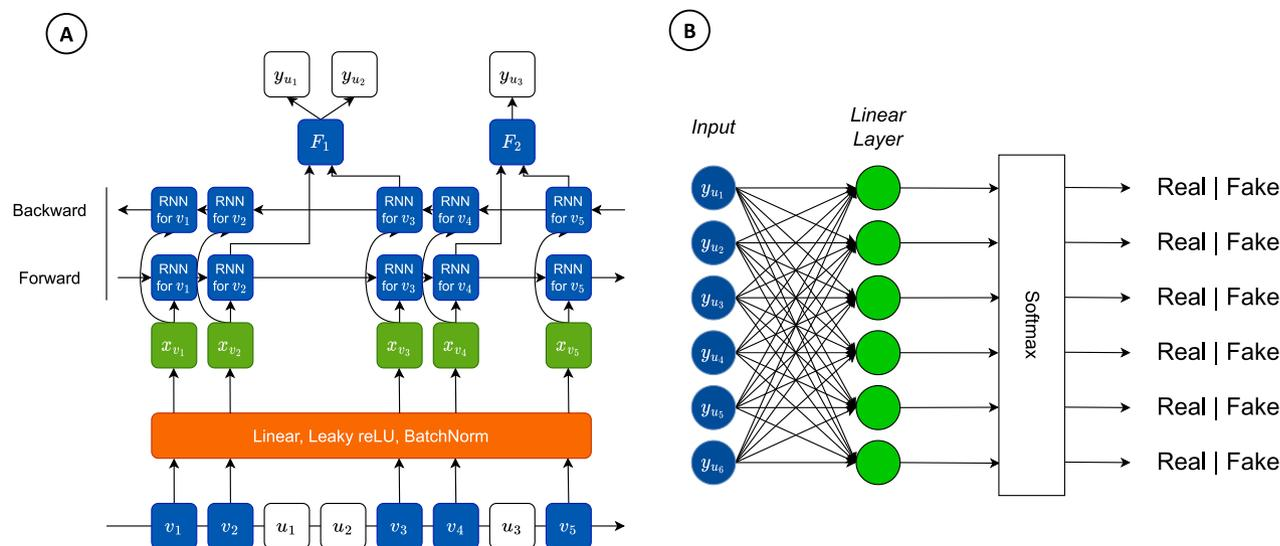 A
y_{u_1} y_{u_2} y_{u_3}
F_1 F_2
Backward
RNN for v_1
RNN for v_2
RNN for v_3
RNN for v_4
RNN for v_5
Forward
RNN for v_1
RNN for v_2
RNN for v_3
RNN for v_4
RNN for v_5
x_{v_1} x_{v_2} x_{v_3} x_{v_4} x_{v_5}
Linear, Leaky reLU, BatchNorm
v_1 v_2 u_1 u_2 v_3 v_4 u_3 v_5
B
Input
Linear
Layer
y_{u_1}
y_{u_2}
y_{u_3}
y_{u_4}
y_{u_5}
y_{u_6}
Softmax
Real | Fake
Real | Fake
Real | Fake
Real | Fake
Real | Fake
Real | Fake